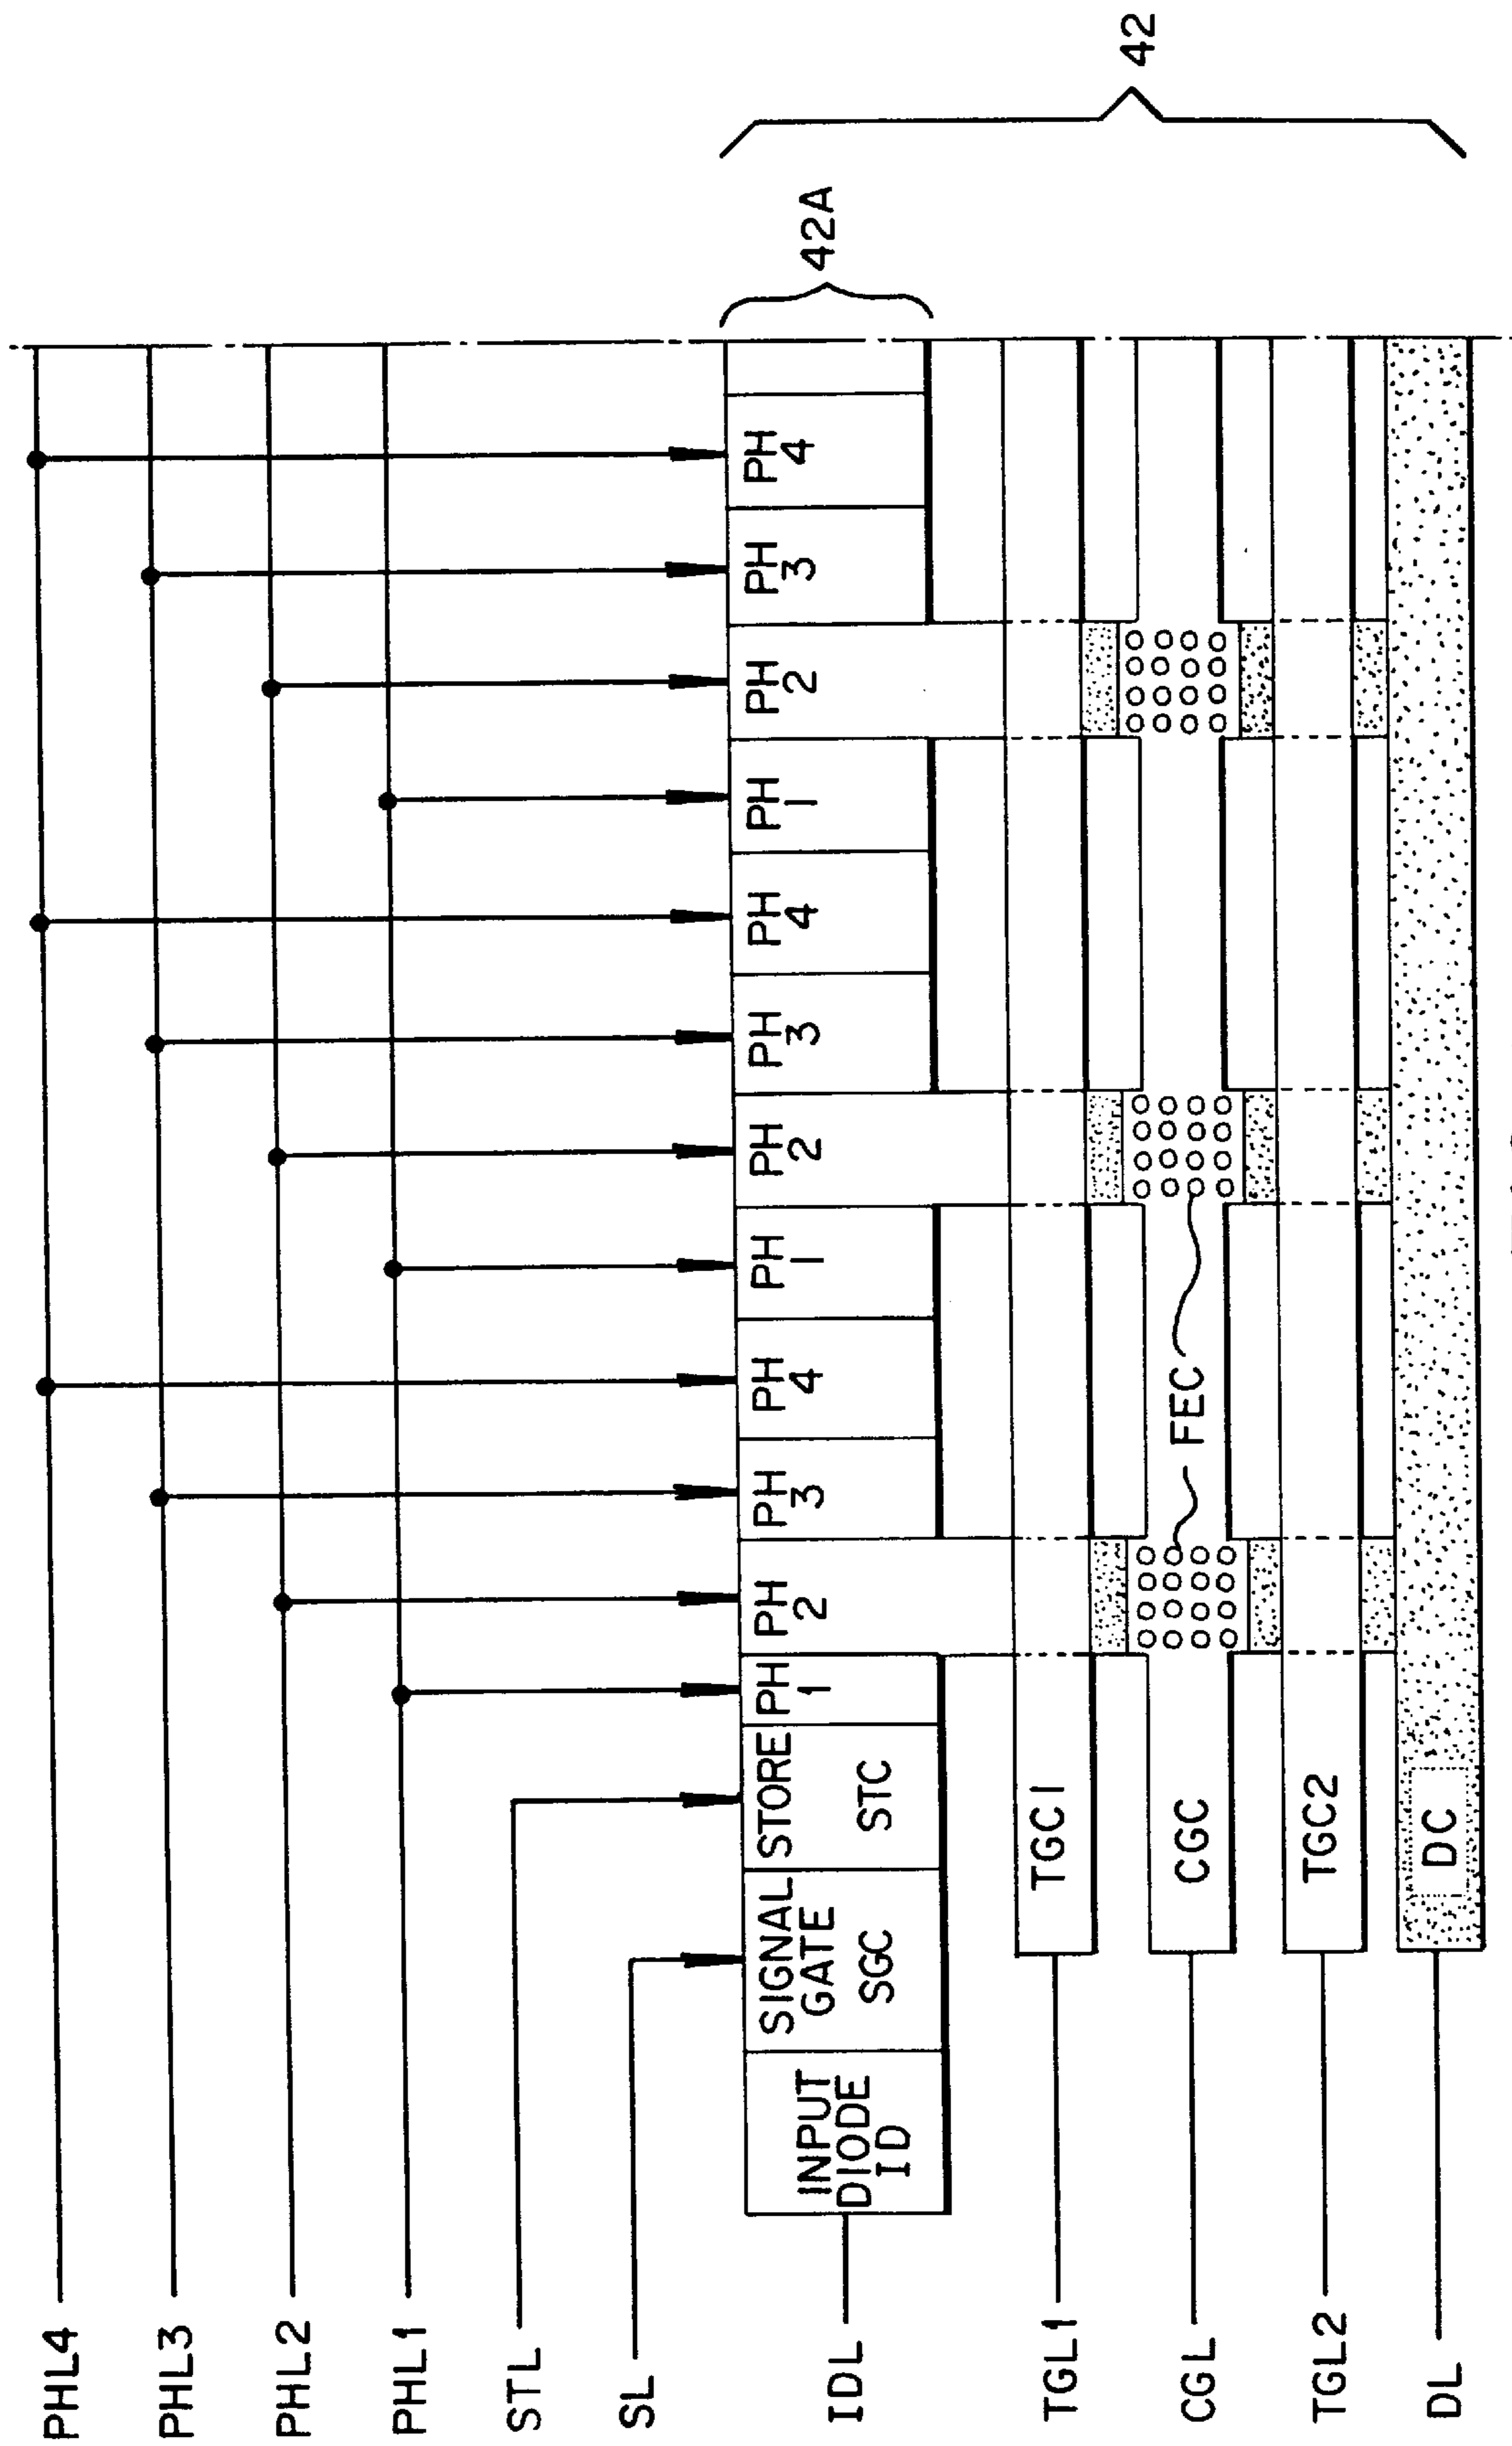 PHL4
PHL3
PHL2
PHL1
STL
SL
IDL
TGL1
CGL
TGL2
DL
INPUT
DIODE
ID
SIGNAL
GATE
SGC
STORE
STC
PH
1
PH
2
PH
3
PH
4
PH
1
PH
2
PH
3
PH
4
PH
1
PH
2
PH
3
PH
4
42A
42
TGC1
CGC
FEC
TGC2
DC